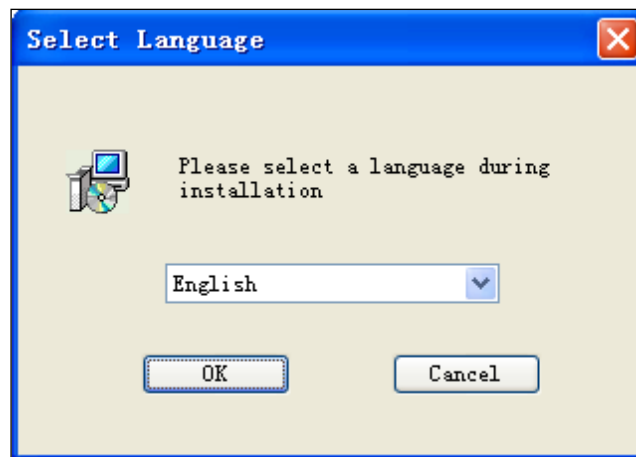 Select Language
Please select a language during
installation
English
OK
Cancel